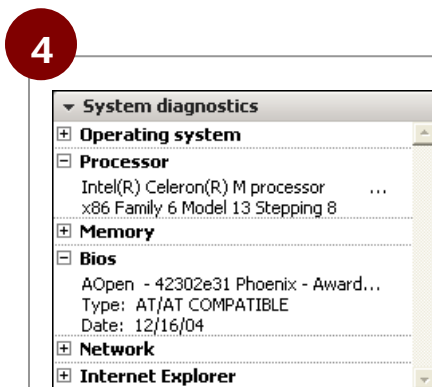 4
System diagnostics
Operating system
Processor
Intel(R) Celeron(R) M processor ...
x86 Family 6 Model 13 Stepping 8
Memory
Bios
AOpen - 42302e31 Phoenix - Award...
Type: AT/AT COMPATIBLE
Date: 12/16/04
Network
Internet Explorer